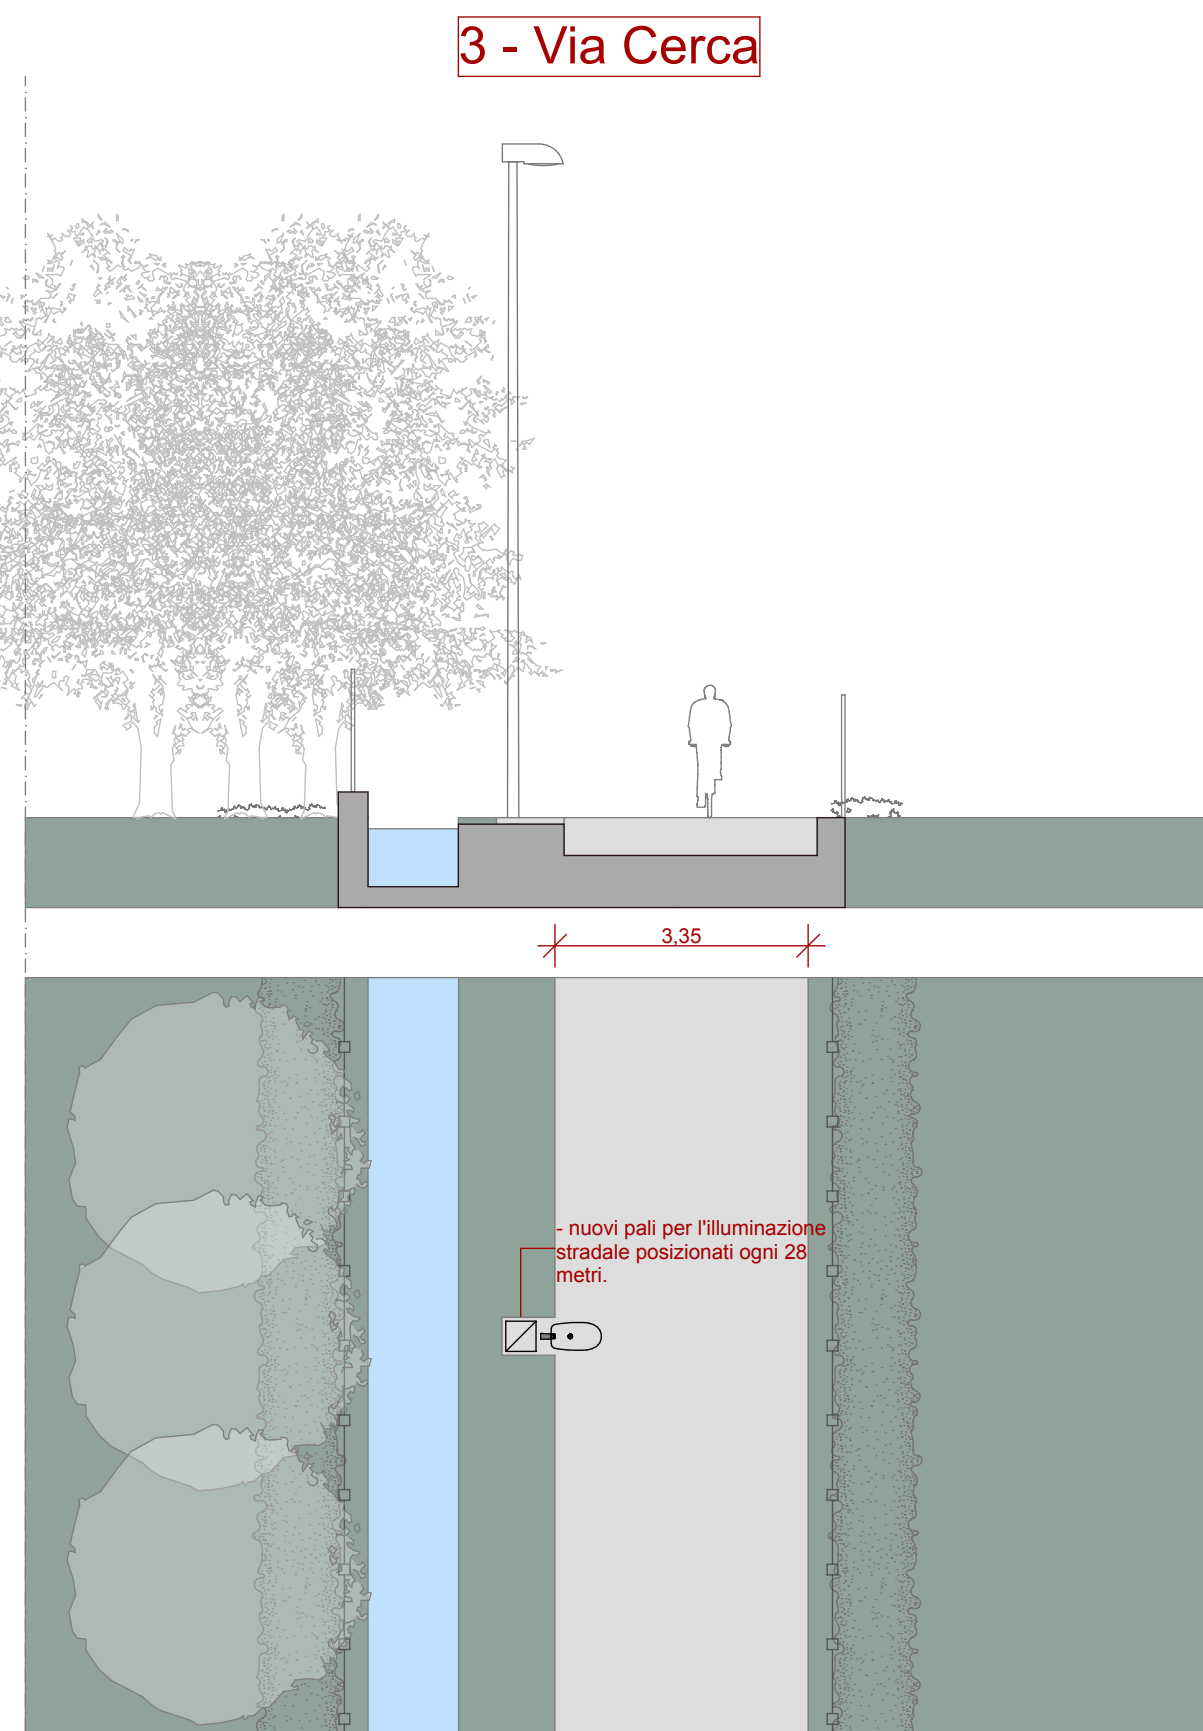 3 - Via Cerca
3,35
- nuovi pali per l'illuminazione
stradale posizionati ogni 28
metri.